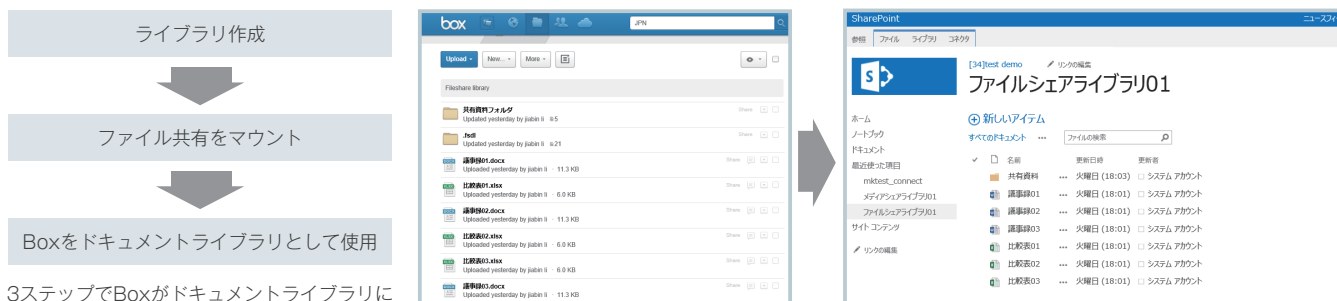 ライブラリ作成
ファイル共有をマウント
Boxをドキュメントライブラリとして使用
3ステップでBoxがドキュメントライブラリに
box
JPN
Upload
New...
More
Fileshare library
共有資料フォルダ
Updated yesterday by jiabin li 5
Share
.fsdl
Updated yesterday by jiabin li 21
Share
議事録01.docx
Uploaded yesterday by jiabin li · 11.3 KB
Share
比較表01.xlsx
Uploaded yesterday by jiabin li · 6.0 KB
Share
議事録02.docx
Uploaded yesterday by jiabin li · 11.3 KB
Share
比較表02.xlsx
Uploaded yesterday by jiabin li · 6.0 KB
Share
比較表03.xlsx
Uploaded yesterday by jiabin li · 6.0 KB
Share
議事録03.docx
Uploaded yesterday by jiabin li · 11.3 KB
Share
SharePoint
ニュースフィ
参照 ファイル ライブラリ コネクタ
S
[34]test demo リンクの編集
ファイルシェアライブラリ01
ホーム
ノートブック
ドキュメント
最近使った項目
mktest_connect
メディアシェアライブラリ01
ファイルシェアライブラリ01
サイト コンテンツ
リンクの編集
新しいアイテム
すべてのドキュメント ... ファイルの検索
名前 更新日時 更新者
共有資料 ... 火曜日 (18:03) システム アカウント
議事録01 ... 火曜日 (18:01) システム アカウント
議事録02 ... 火曜日 (18:01) システム アカウント
議事録03 ... 火曜日 (18:01) システム アカウント
比較表01 ... 火曜日 (18:01) システム アカウント
比較表02 ... 火曜日 (18:01) システム アカウント
比較表03 ... 火曜日 (18:01) システム アカウント